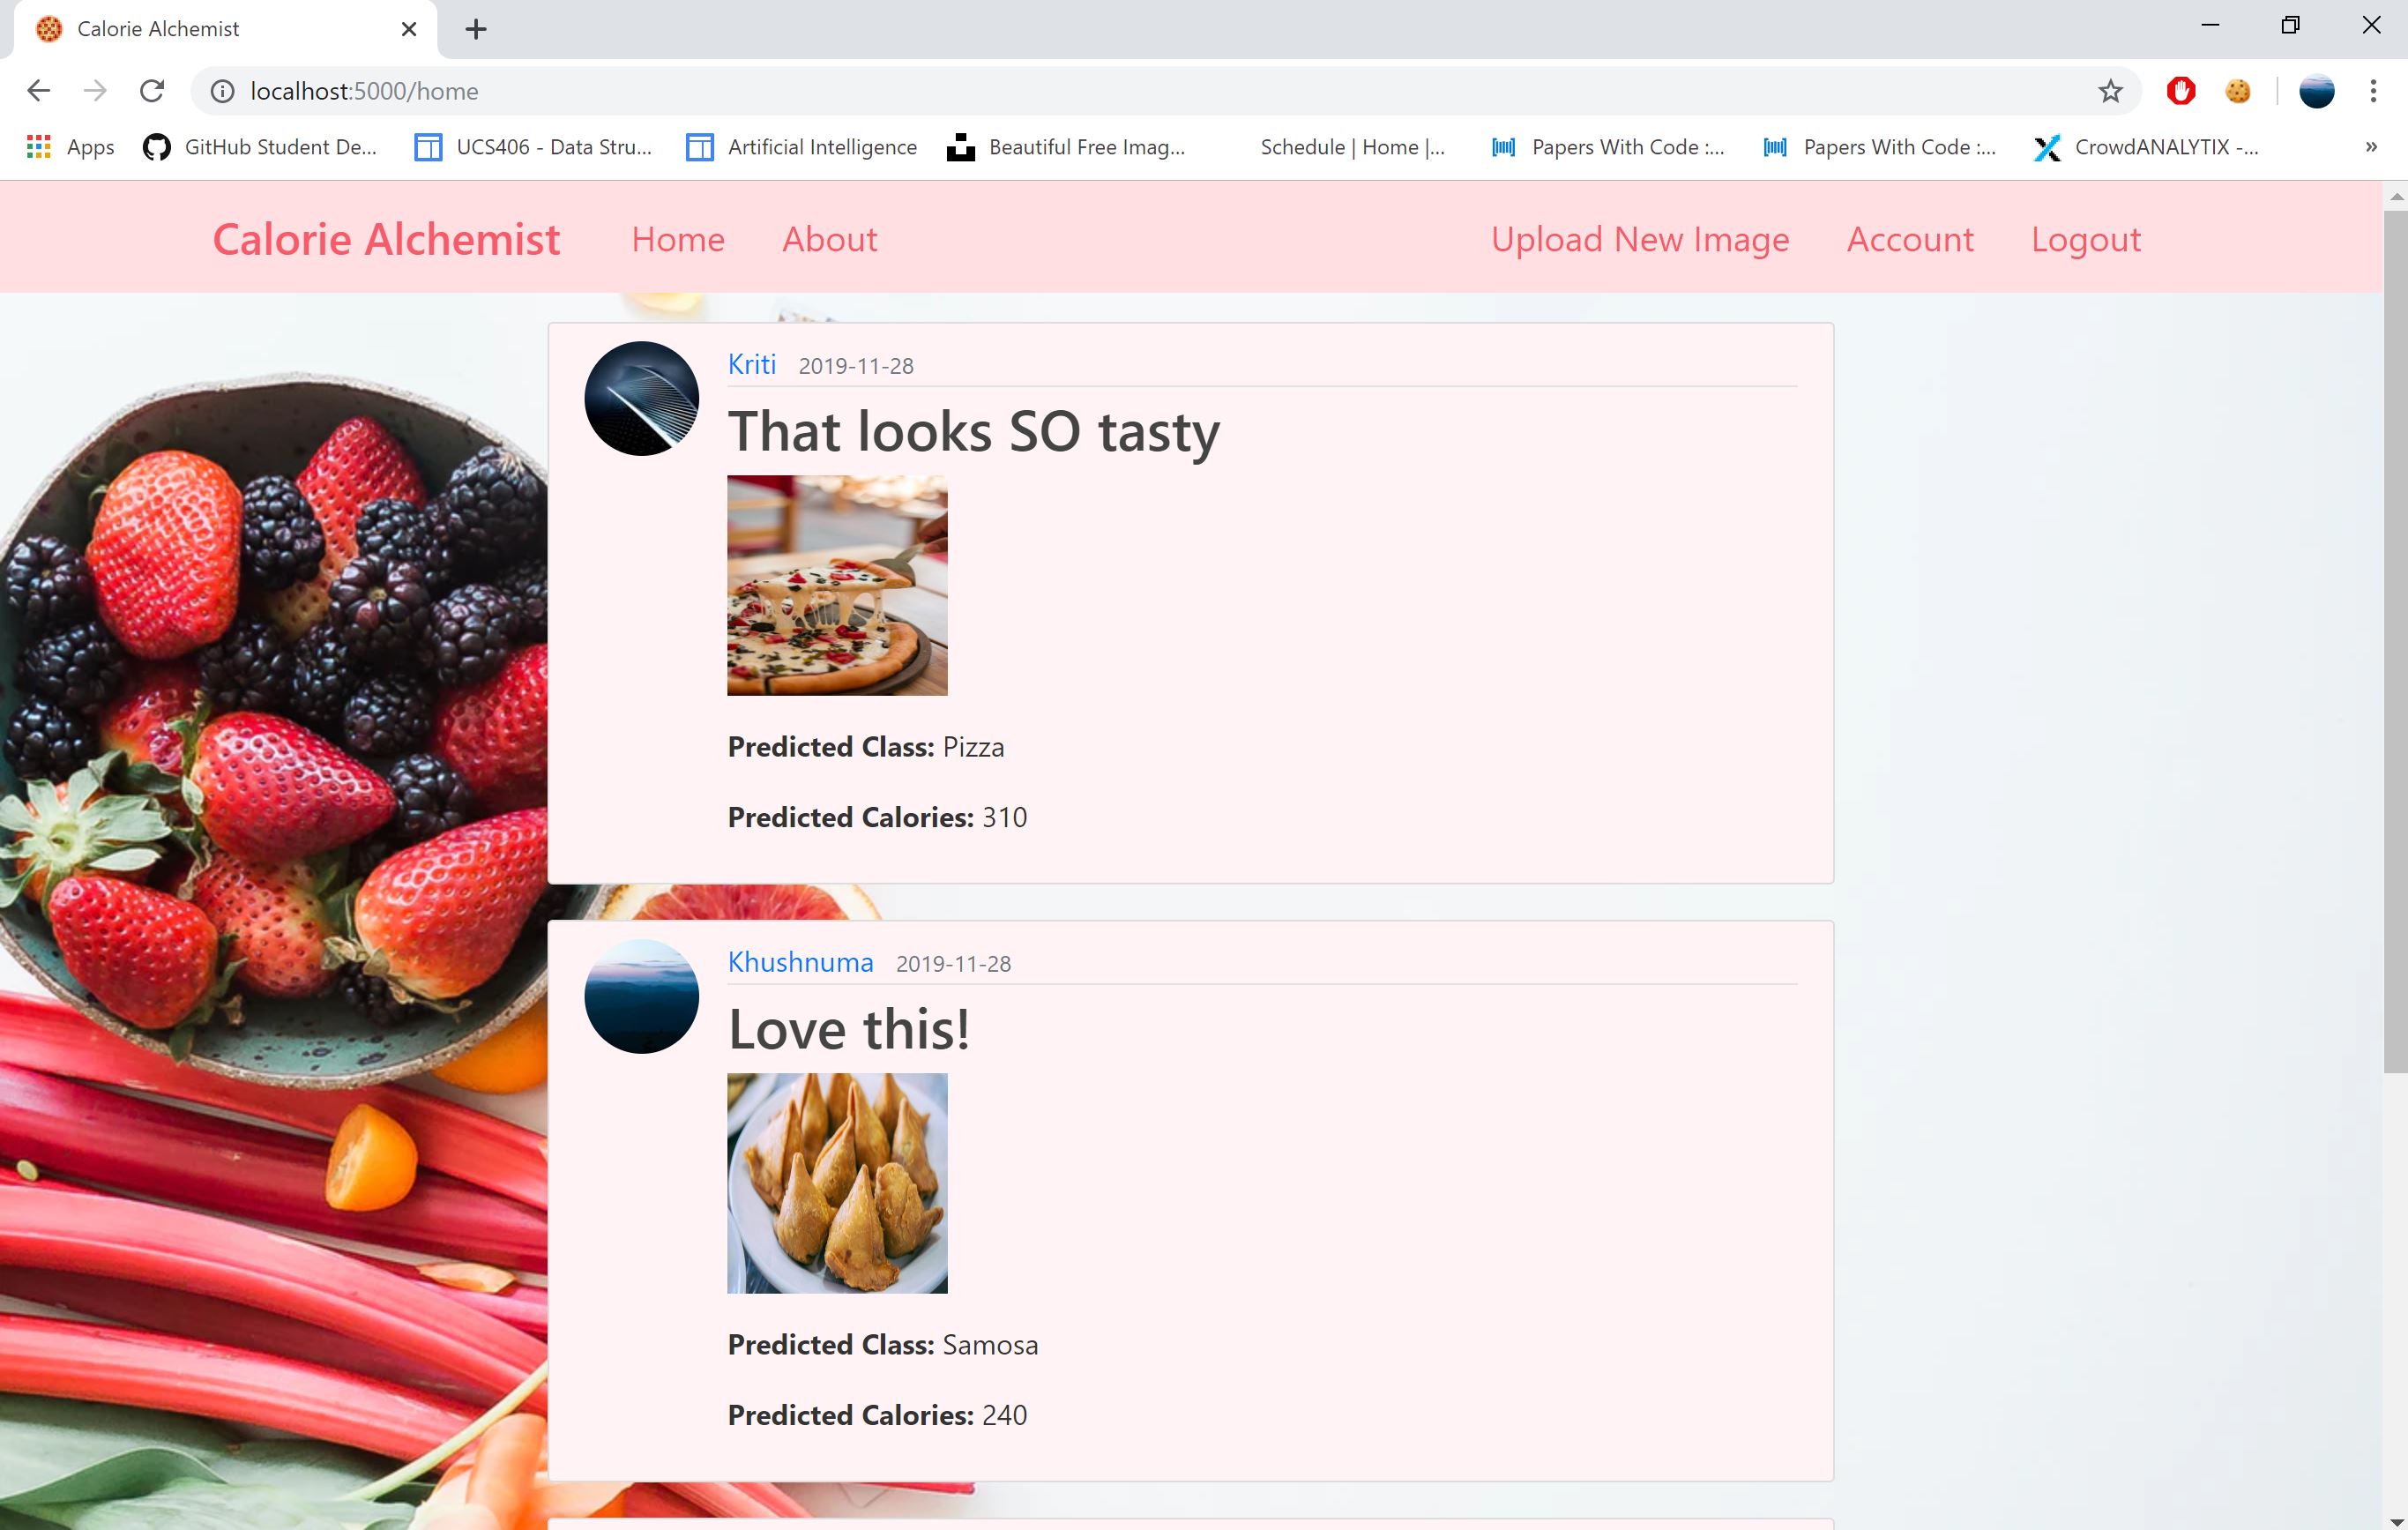 Calorie Alchemist
localhost:5000/home
Apps
GitHub Student De...
UCS406 - Data Stru...
Artificial Intelligence
Beautiful Free Imag...
Schedule | Home |...
Papers With Code :...
Papers With Code :...
CrowdANALYTIX -...
»
Calorie Alchemist
Home
About
Upload New Image
Account
Logout
Kriti 2019-11-28
That looks SO tasty
Predicted Class: Pizza
Predicted Calories: 310
Khushnuma 2019-11-28
Love this!
Predicted Class: Samosa
Predicted Calories: 240